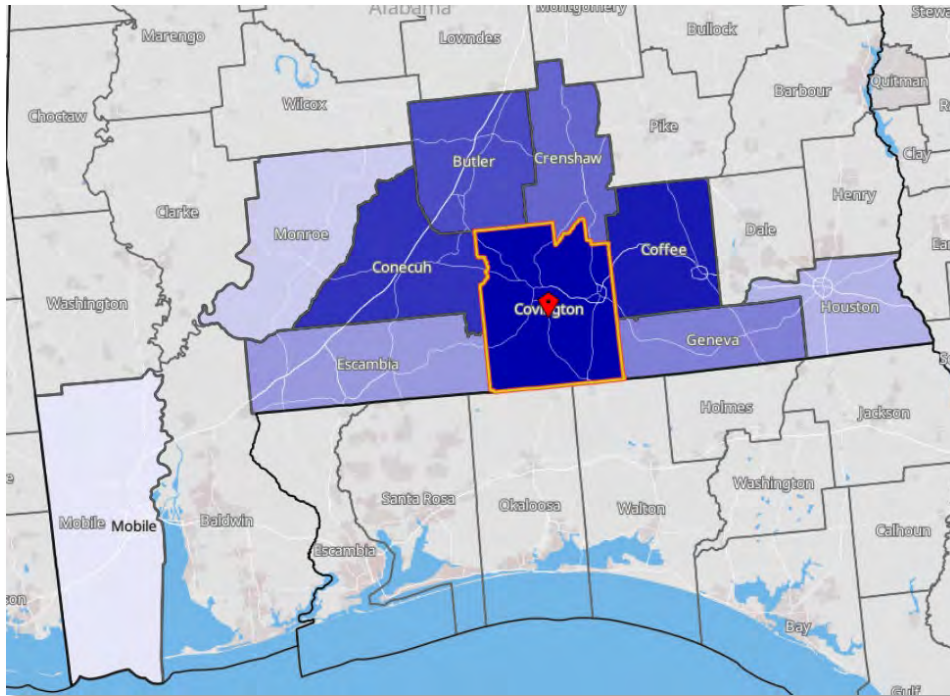 Alabama
Montgomery
Marengo
Lowndes
Bullock
Quitman
Wilcox
Barbour
Choctaw
Pike
Clay
Butler
Crenshaw
Henry
Clarke
Monroe
Dale
Coffee
Conecuh
Washington
Covington
Houston
Geneva
Escambia
Holmes
Jackson
Washington
Santa Rosa
Okaloosa
Walton
Mobile
Mobile
Baldwin
Calhoun
Escambia
Bay
Gulf